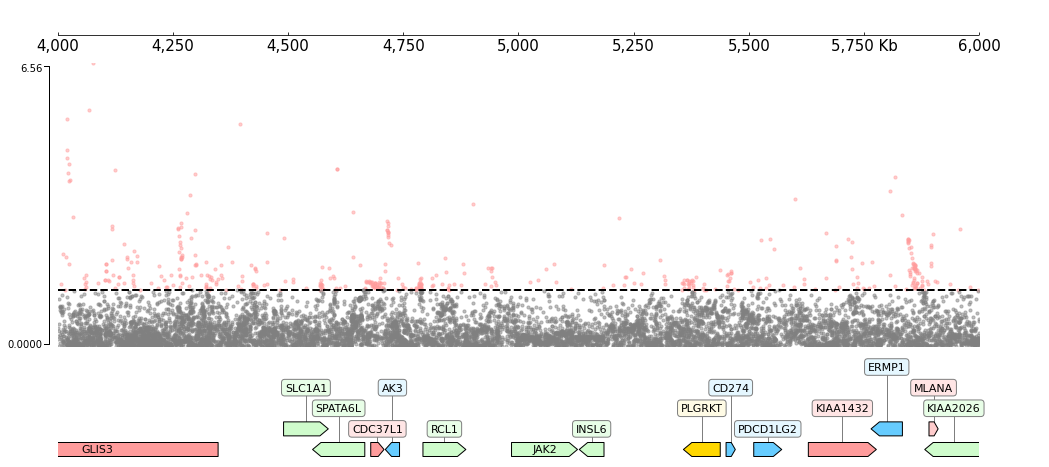 4,000 4,250 4,500 4,750 5,000 5,250 5,500 5,750 Kb 6,000
6.56
0.0000
ERMP1
SLC1A1 AK3 CD274 MLANA
SPATA6L PLGRKT KIAA1432 KIAA2026
CDC37L1 RCL1 INSL6 PDCD1LG2
GLIS3 JAK2